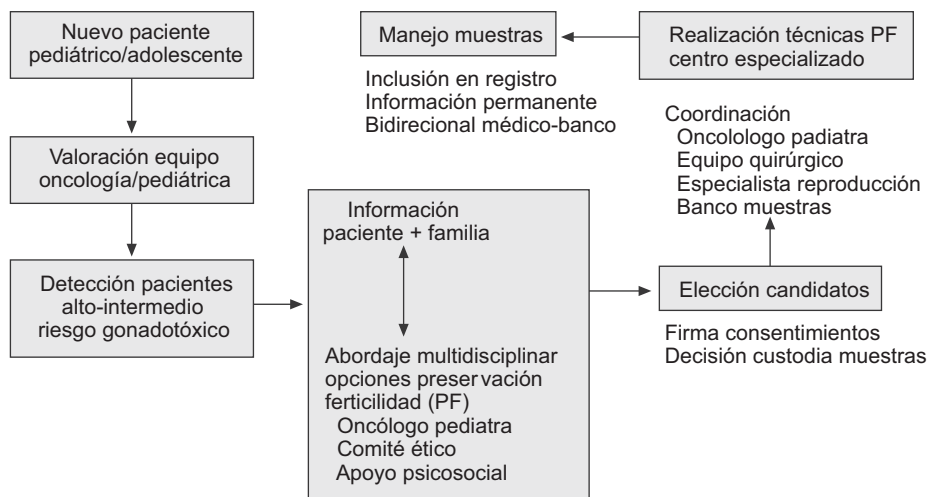 Nuevo paciente
pediátrico/adolescente
Valoración equipo
oncología/pediátrica
Detección pacientes
alto-intermedio
riesgo gonadotóxico
Información
paciente + familia
Abordaje multidisciplinar
opciones preservación
ferticilidad (PF)
Oncólogo pediatra
Comité ético
Apoyo psicosocial
Elección candidatos
Firma consentimientos
Decisión custodia muestras
Coordinación
Oncolologo padiatra
Equipo quirúrgico
Especialista reproducción
Banco muestras
Realización técnicas PF
centro especializado
Manejo muestras
Inclusión en registro
Información permanente
Bidirecional médico-banco